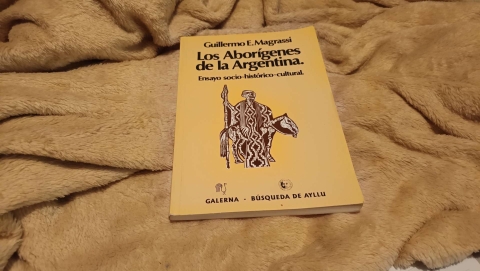 Guillermo E. Magrassi
Los Aborígenes
de la Argentina.
Ensayo socio-histórico-cultural.
GALERNA - BÚSQUEDA DE AYLLU